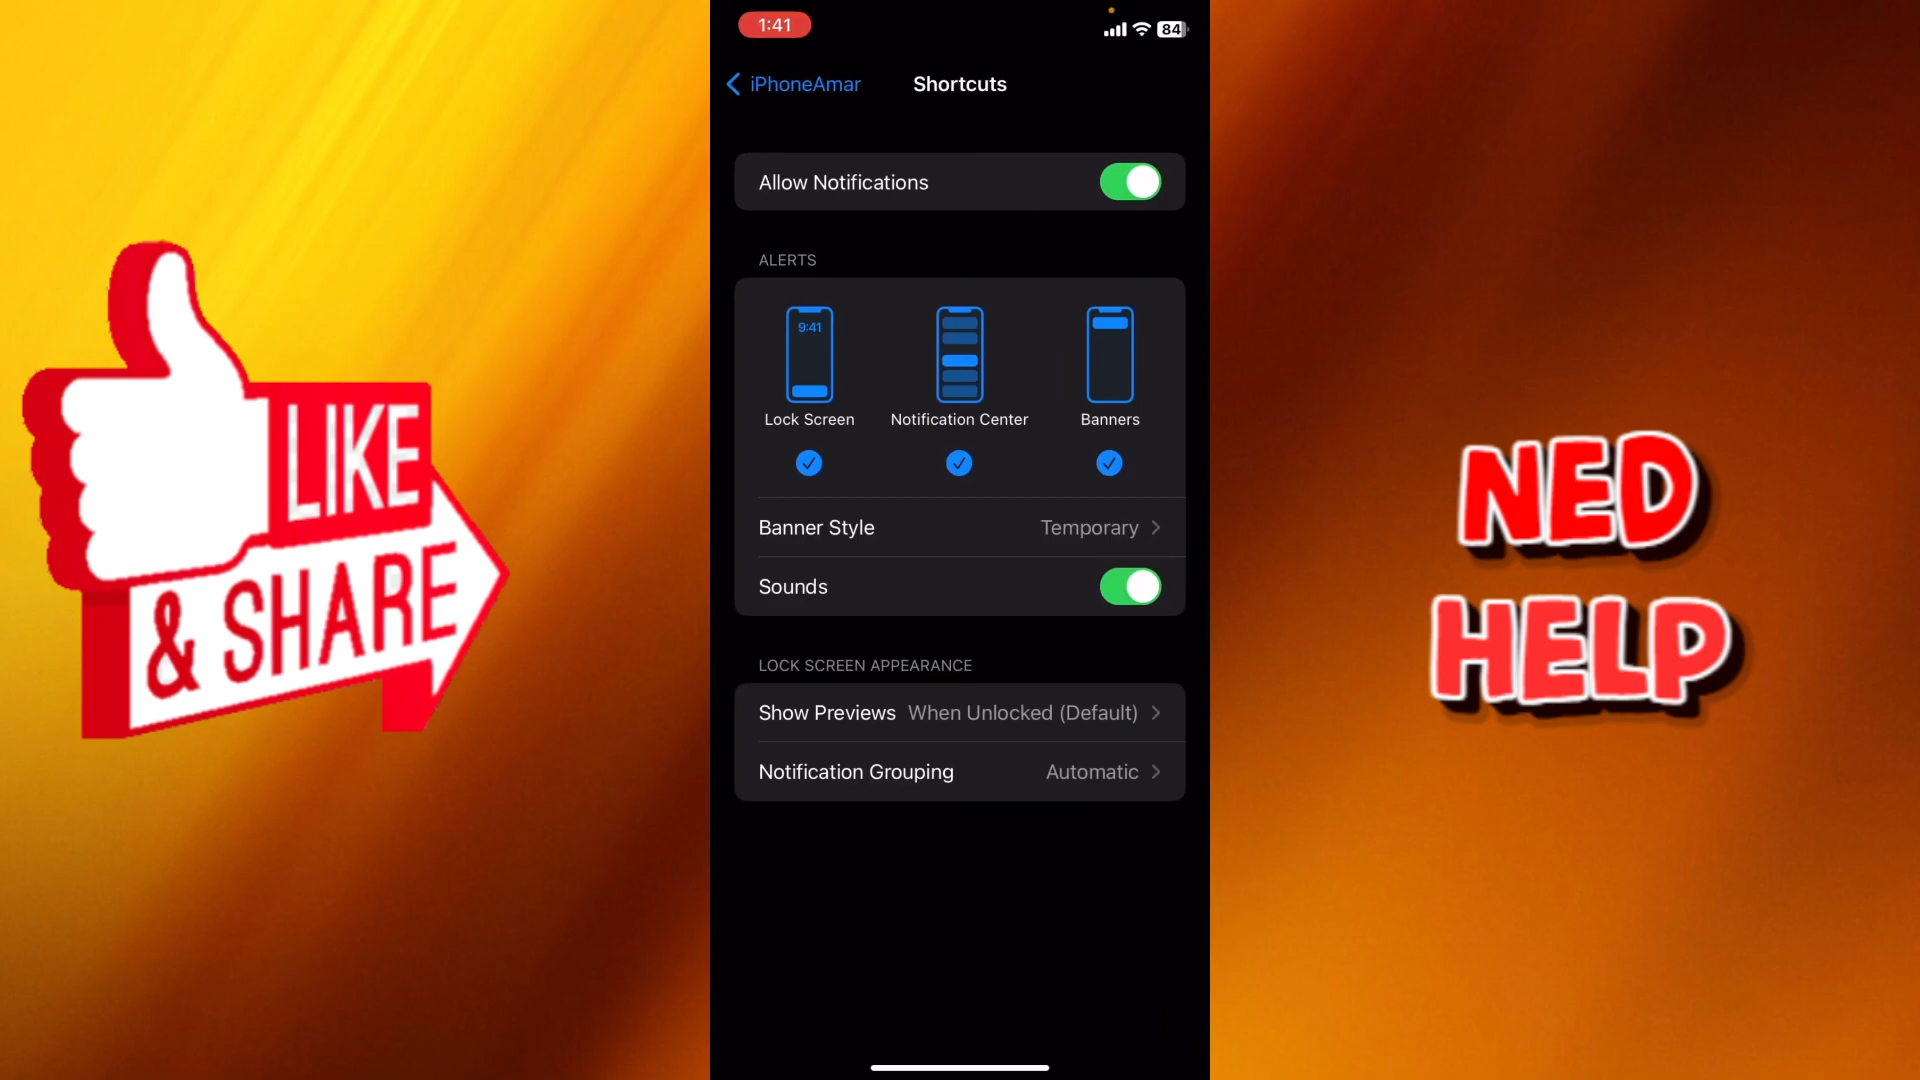 1:41
84
iPhoneAmar
Shortcuts
Allow Notifications
ALERTS
9:41
Lock Screen
Notification Center
Banners
Banner Style
Temporary
Sounds
LOCK SCREEN APPEARANCE
Show Previews
When Unlocked (Default)
Notification Grouping
Automatic
LIKE
& SHARE
NED
HELP